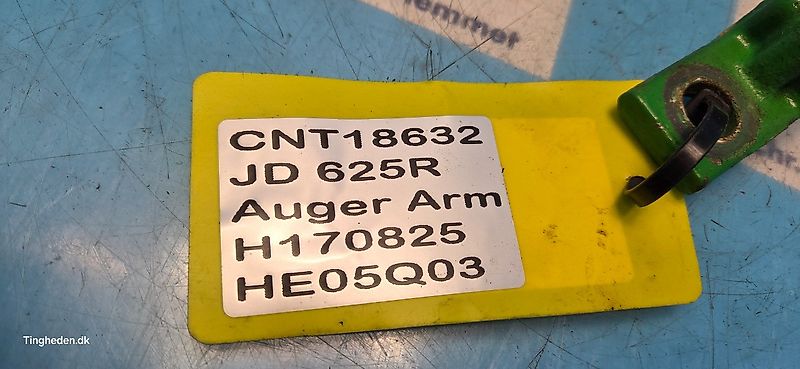 CNT18632
JD 625R
Auger Arm
H170825
HE05Q03
Tingheden.dk